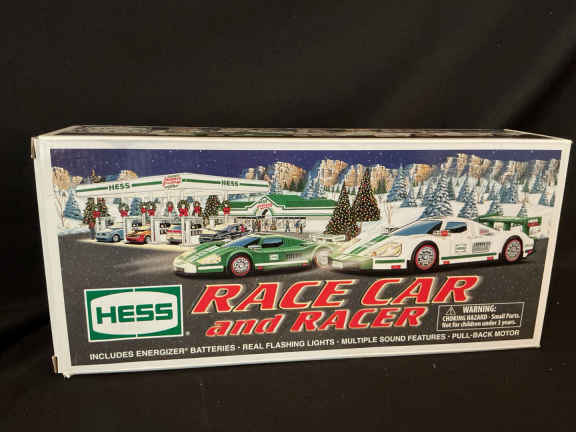 HESS
HESS
HESS
RACE CAR
and RACER
WARNING:
CHOKING HAZARD - Small Parts.
Not for children under 3 years.
INCLUDES ENERGIZER® BATTERIES • REAL FLASHING LIGHTS • MULTIPLE SOUND FEATURES • PULL-BACK MOTOR